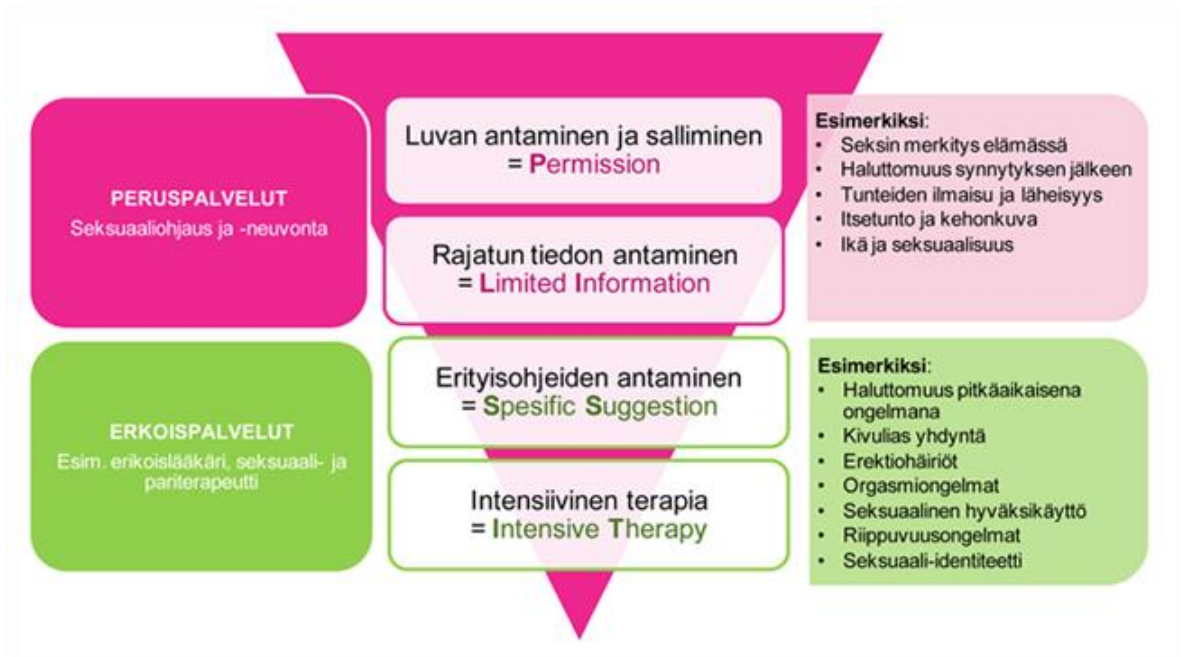 PERUSPALVELUT
Seksuaaliohjaus ja -neuvonta
Luvan antaminen ja salliminen
= Permission
Rajatun tiedon antaminen
= Limited Information
Esimerkiksi:
• Seksin merkitys elämässä
• Haluttomuus synnytyksen jälkeen
• Tunteiden ilmaisu ja läheisyys
• Itsetunto ja kehonkuva
• Ikä ja seksuaalisuus
ERKOISPALVELUT
Esim. erikoislääkäri, seksuaali- ja
pariterapeutti
Erityisohjeiden antaminen
= Spesific Suggestion
Intensiivinen terapia
= Intensive Therapy
Esimerkiksi:
• Haluttomuus pitkäaikaisena
ongelmana
• Kivulias yhdyntä
• Erektiohäiriöt
• Orgasmiongelmat
• Seksuaalinen hyväksikäyttö
• Riippuvuusongelmat
• Seksuaali-identiteetti